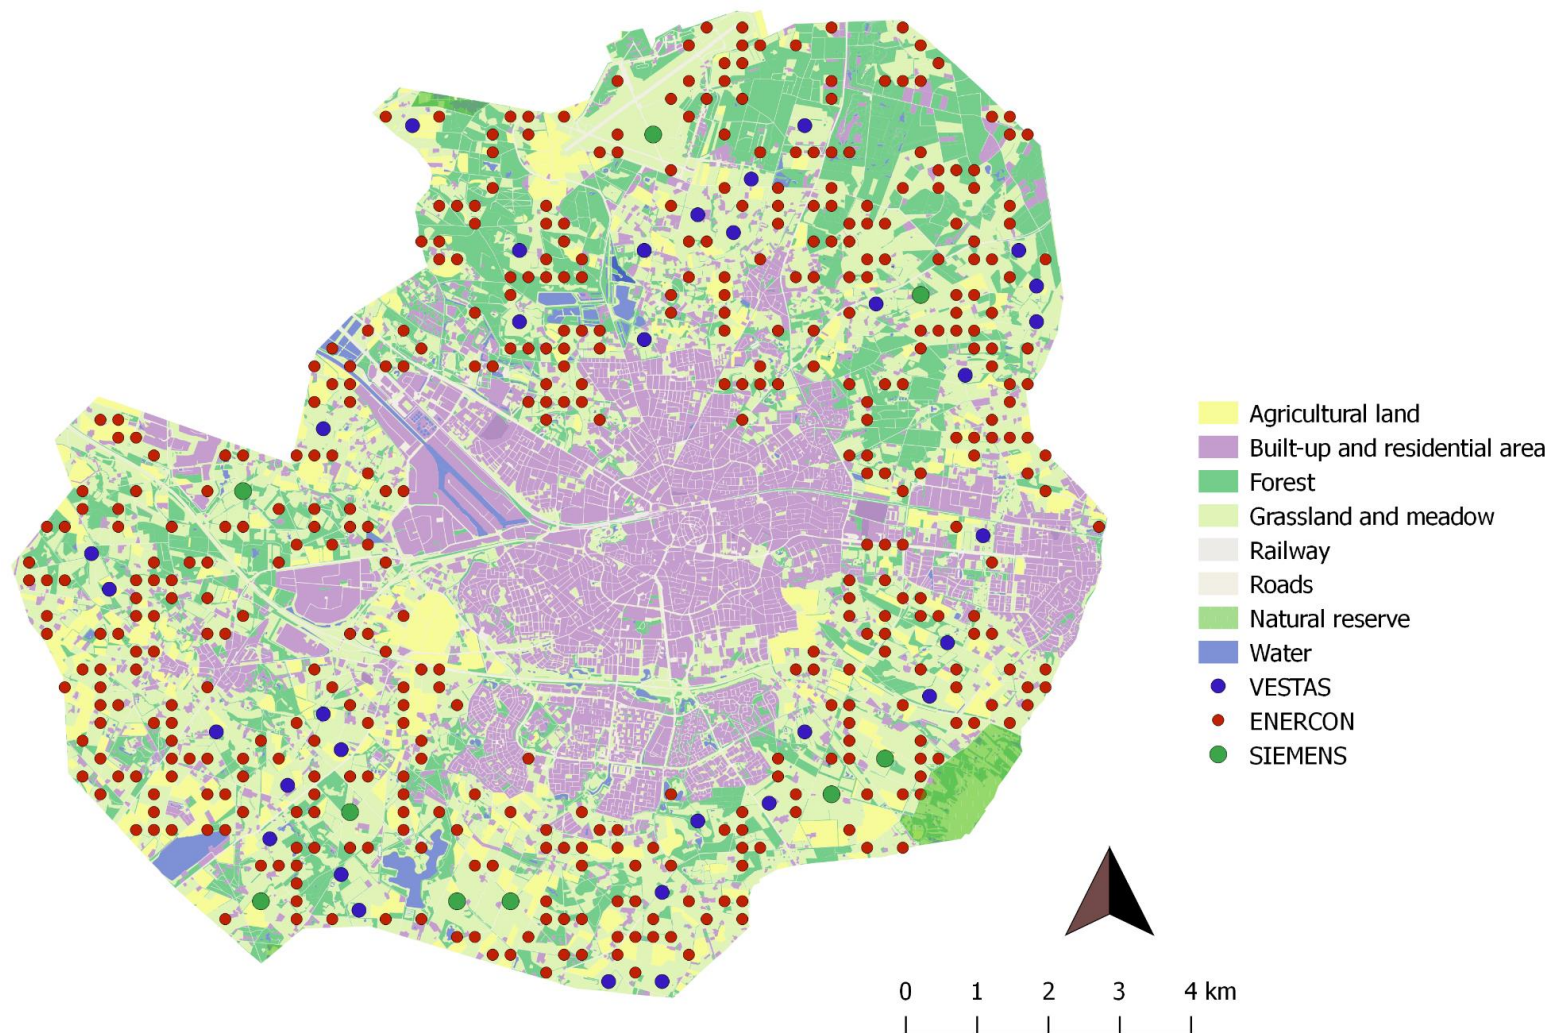 Agricultural land
Built-up and residential area
Forest
Grassland and meadow
Railway
Roads
Natural reserve
Water
VESTAS
ENERCON
SIEMENS
0 1 2 3 4 km